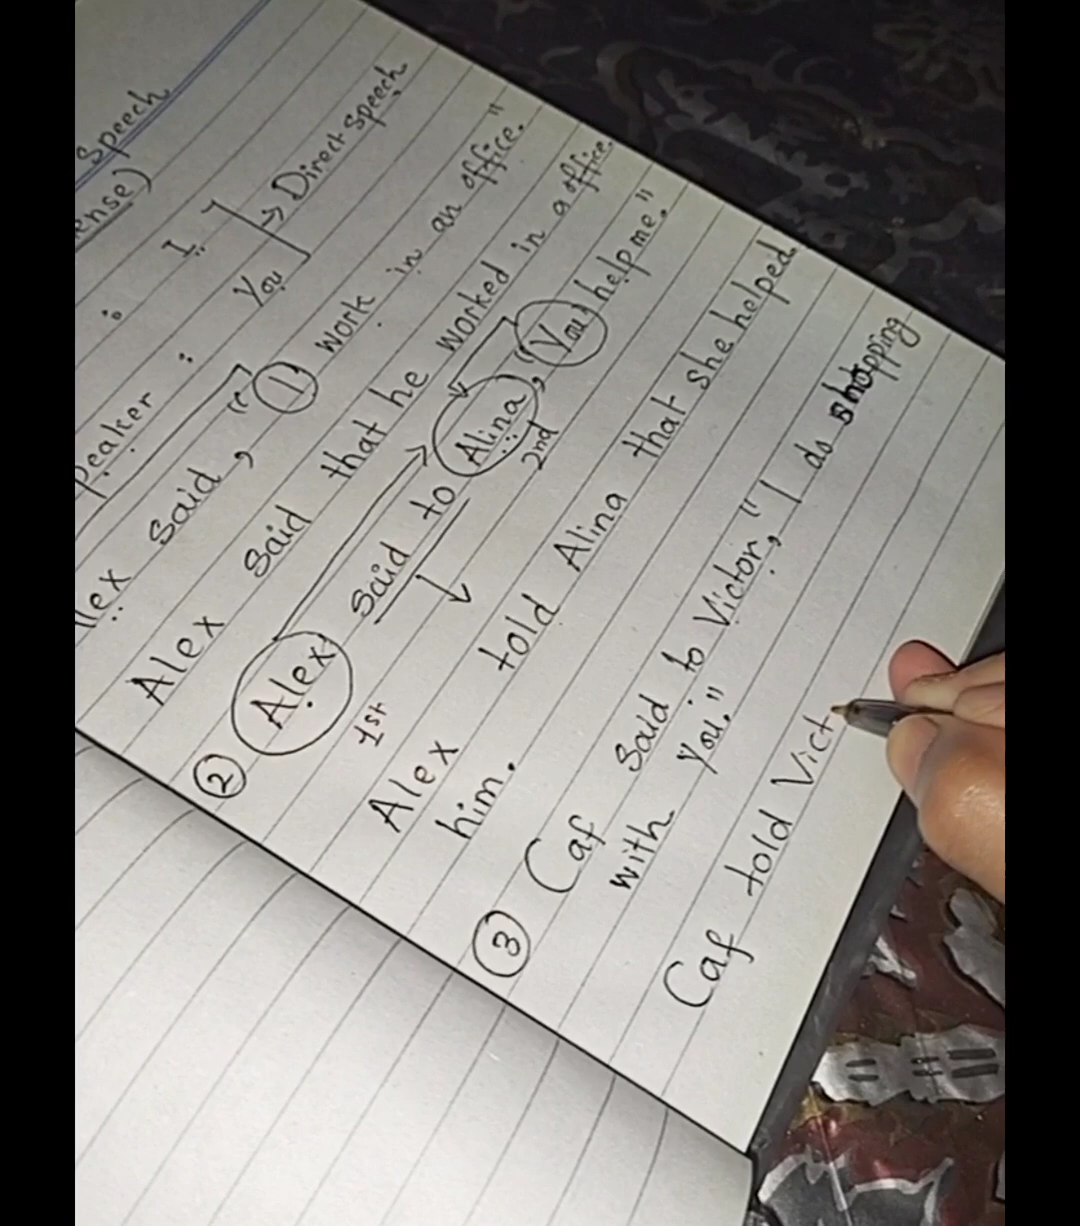 Speech
ense)
: I
peaker : You → Direct speech
lex said, "I work in an office."
Alex said that he worked in a office.
② Alex said to Alina, "You help me."
1st 2nd
Alex told Alina that she helped
him.
③ Caf said to Victor, "I do shopping
with you."
Caf told Vict